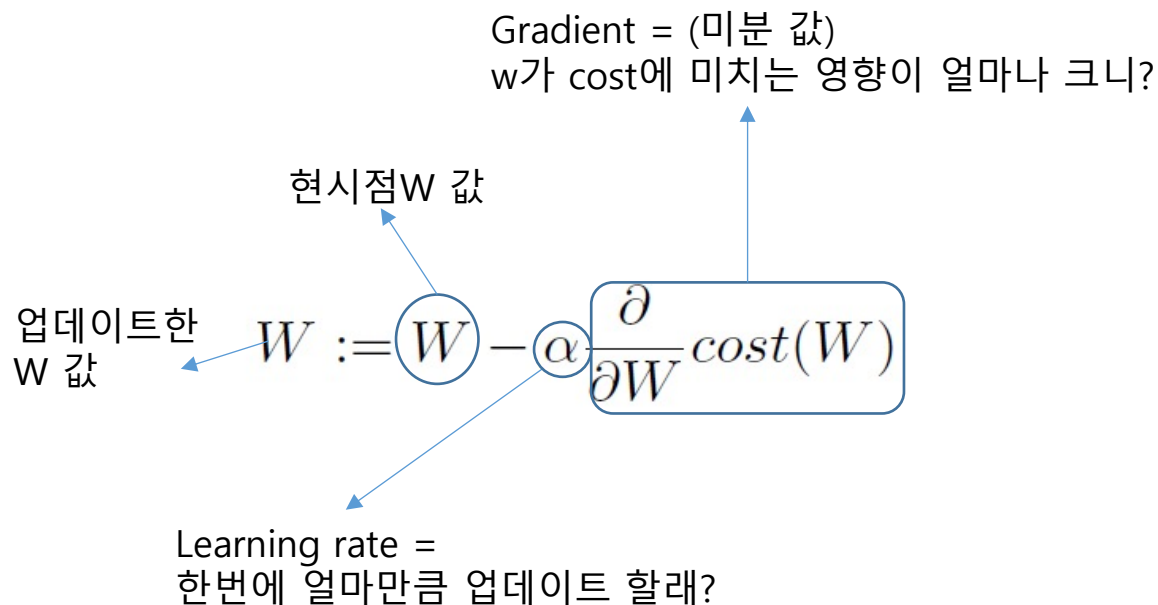 Gradient = (미분 값)
w가 cost에 미치는 영향이 얼마나 크니?
현시점W 값
업데이트한
W 값
W := W − α ∂/∂W cost(W)
Learning rate =
한번에 얼마만큼 업데이트 할래?